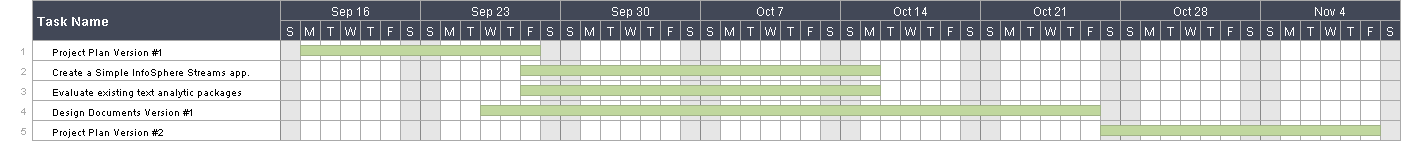 Task Name Sep 16 Sep 23 Sep 30 Oct 7 Oct 14 Oct 21 Oct 28 Nov 4
S M T W T F S S M T W T F S S M T W T F S S M T W T F S S M T W T F S S M T W T F S S M T W T F S S M T W T F S
1 Project Plan Version #1
2 Create a Simple InfoSphere Streams app.
3 Evaluate existing text analytic packages
4 Design Documents Version #1
5 Project Plan Version #2